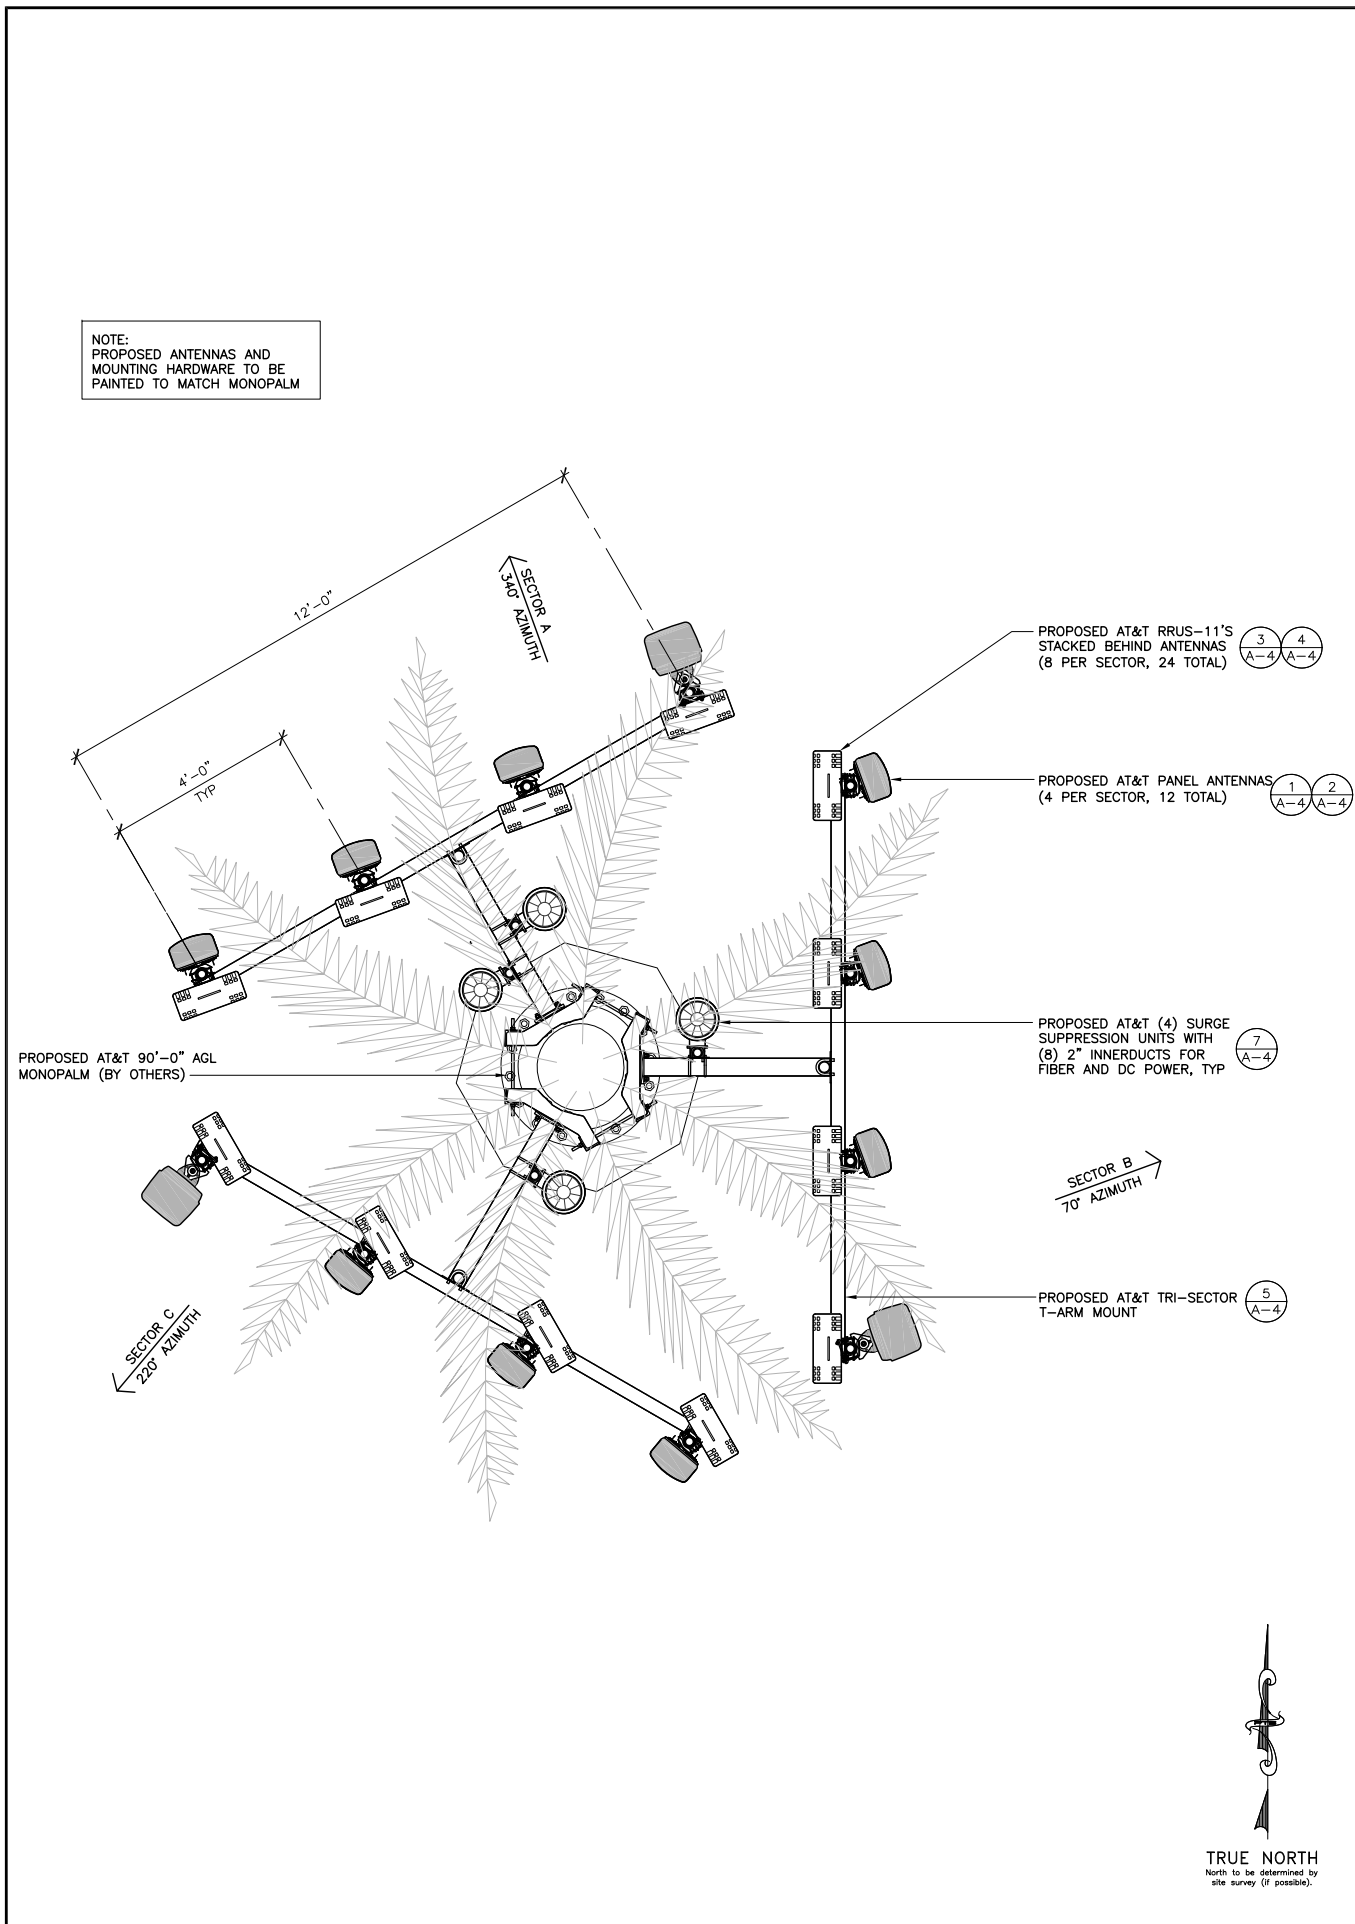 NOTE:
PROPOSED ANTENNAS AND
MOUNTING HARDWARE TO BE
PAINTED TO MATCH MONOPALM
12'-0"
4'-0"
TYP
SECTOR A
340° AZIMUTH
PROPOSED AT&T RRUS-11'S
STACKED BEHIND ANTENNAS
(8 PER SECTOR, 24 TOTAL)
3
A-4
4
A-4
PROPOSED AT&T PANEL ANTENNAS
(4 PER SECTOR, 12 TOTAL)
1
A-4
2
A-4
PROPOSED AT&T (4) SURGE
SUPPRESSION UNITS WITH
(8) 2" INNERDUCTS FOR
FIBER AND DC POWER, TYP
7
A-4
PROPOSED AT&T 90'-0" AGL
MONOPALM (BY OTHERS)
SECTOR B
70° AZIMUTH
PROPOSED AT&T TRI-SECTOR
T-ARM MOUNT
5
A-4
SECTOR C
220° AZIMUTH
TRUE NORTH
North to be determined by
site survey (if possible).